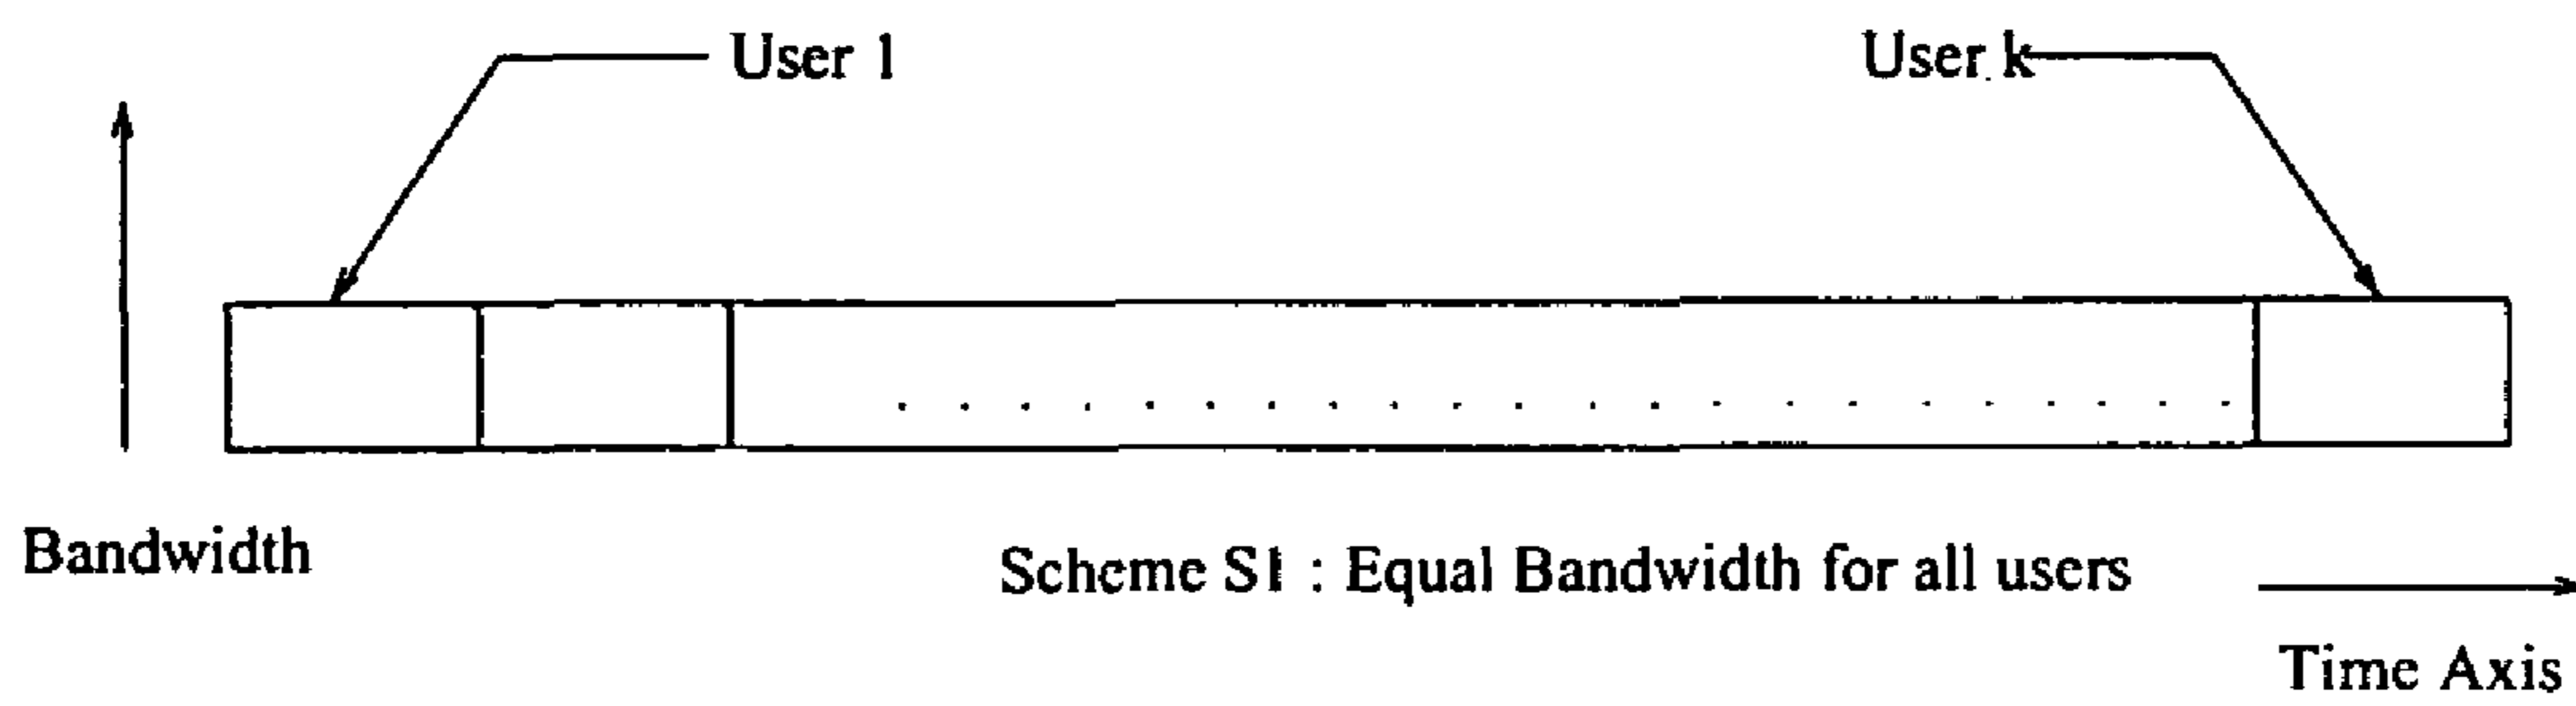 User 1
User k
Bandwidth
Scheme S1 : Equal Bandwidth for all users
Time Axis